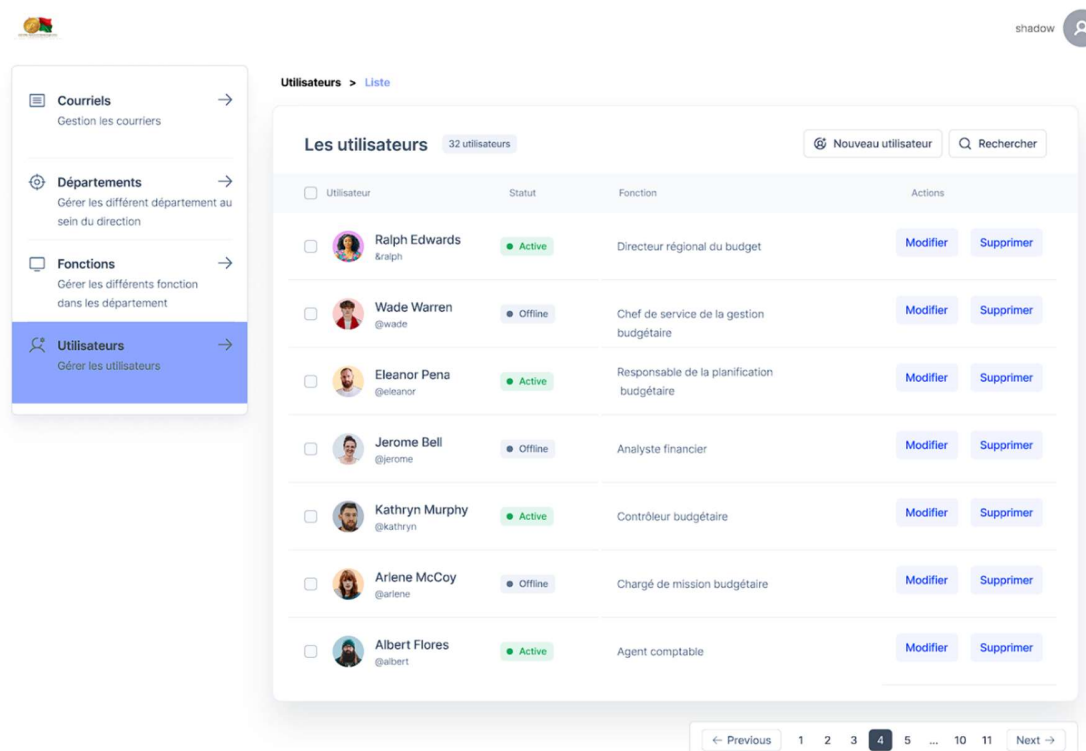 shadow
Courriels
Gestion les courriers
Départements
Gérer les différent département au
sein du direction
Fonctions
Gérer les différents fonction
dans les département
Utilisateurs
Gérer les utilisateurs
Utilisateurs > Liste
Les utilisateurs 32 utilisateurs Nouveau utilisateur Rechercher
Utilisateur Statut Fonction Actions
Ralph Edwards
&ralph
Active
Directeur régional du budget
Modifier Supprimer
Wade Warren
@wade
Offline
Chef de service de la gestion
budgétaire
Modifier Supprimer
Eleanor Pena
@eleanor
Active
Responsable de la planification
budgétaire
Modifier Supprimer
Jerome Bell
@jerome
Offline
Analyste financier
Modifier Supprimer
Kathryn Murphy
@kathryn
Active
Contrôleur budgétaire
Modifier Supprimer
Arlene McCoy
@arlene
Offline
Chargé de mission budgétaire
Modifier Supprimer
Albert Flores
@albert
Active
Agent comptable
Modifier Supprimer
← Previous 1 2 3 4 5 ... 10 11 Next →